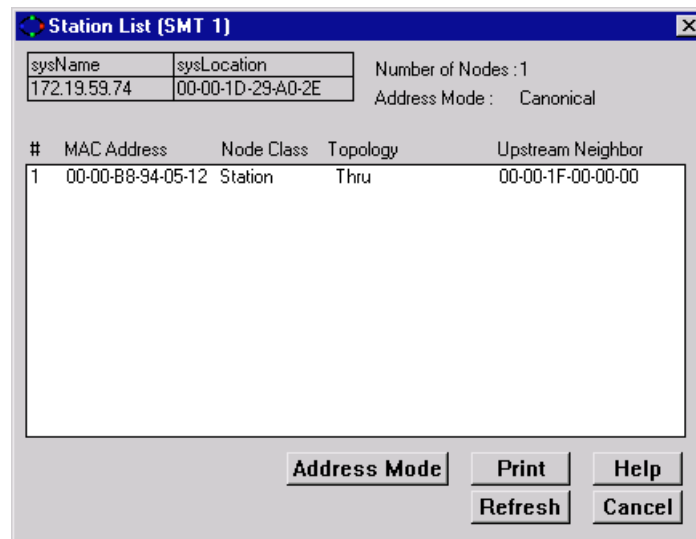 Station List (SMT 1)
sysName sysLocation
172.19.59.74 00-00-1D-29-A0-2E
Number of Nodes : 1
Address Mode : Canonical
# MAC Address Node Class Topology Upstream Neighbor
1 00-00-B8-94-05-12 Station Thru 00-00-1F-00-00-00
Address Mode Print Help
Refresh Cancel